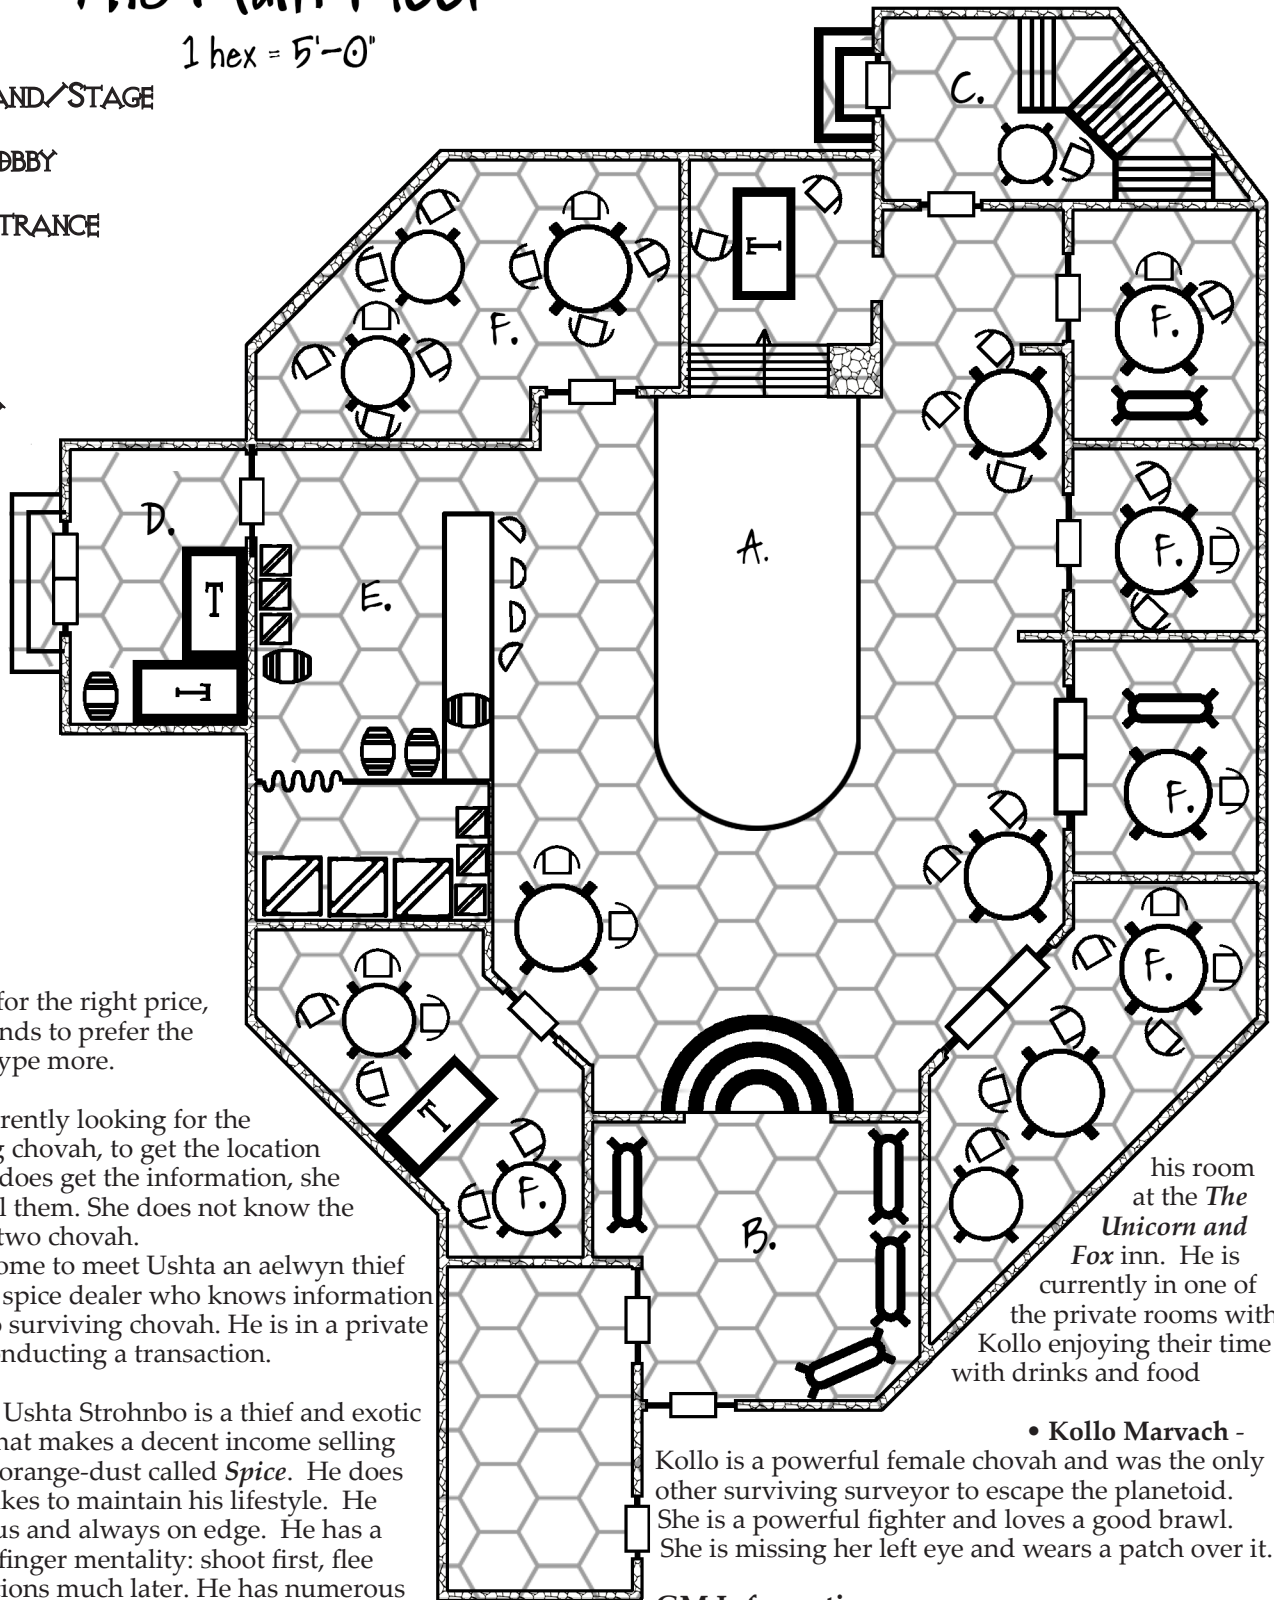 1 hex = 5'-0"
AND/STAGE
OBBY
TRANCE
C.
T
F.
F.
D.
T
T
E.
A.
F.
F.
F.
T
F.
B.
for the right price,
nds to prefer the
ype more.
rently looking for the
g chovah, to get the location
does get the information, she
l them. She does not know the
two chovah.
ome to meet Ushta an aelwyn thief
spice dealer who knows information
o surviving chovah. He is in a private
onducting a transaction.
Ushta Strohnbo is a thief and exotic
hat makes a decent income selling
orange-dust called Spice. He does
kes to maintain his lifestyle. He
us and always on edge. He has a
finger mentality: shoot first, flee
ions much later. He has numerous
his room
at the The
Unicorn and
Fox inn. He is
currently in one of
the private rooms with
Kollo enjoying their time
with drinks and food
• Kollo Marvach -
Kollo is a powerful female chovah and was the only
other surviving surveyor to escape the planetoid.
She is a powerful fighter and loves a good brawl.
She is missing her left eye and wears a patch over it.